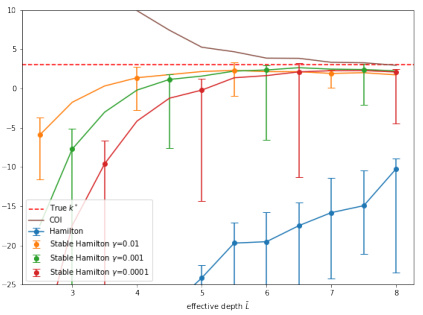 10
5
0
−5
−10
−15
−20
−25
True k*
COI
Hamilton
Stable Hamilton γ=0.01
Stable Hamilton γ=0.001
Stable Hamilton γ=0.0001
3 4 5 6 7 8
effective depth L̃